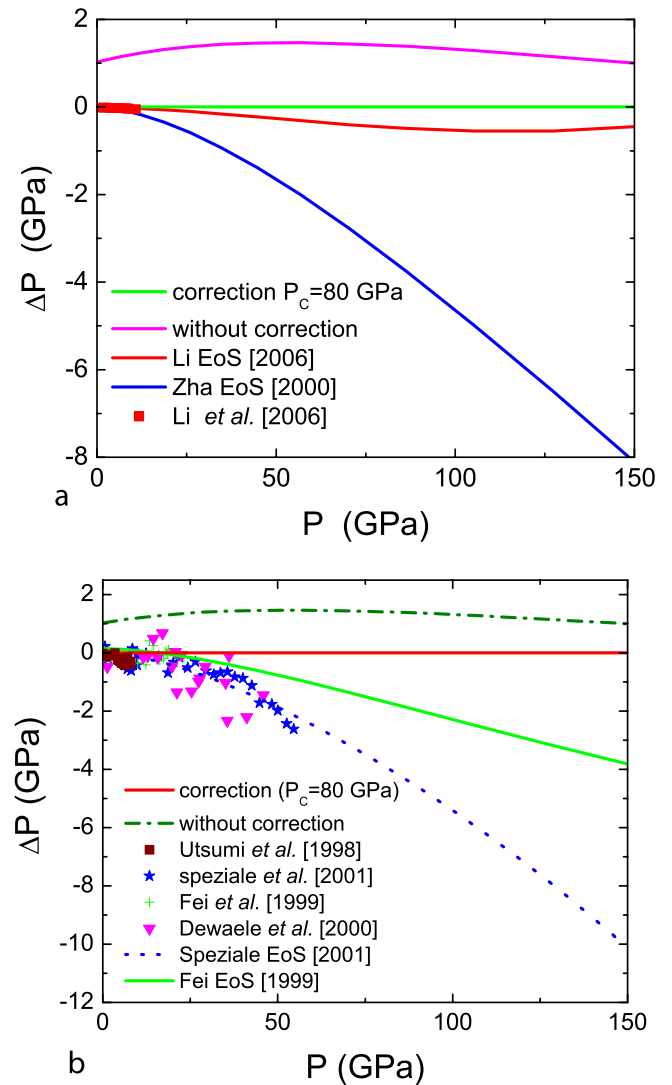 2
0
-2
-4
-6
-8
ΔP (GPa)
correction P_C=80 GPa
without correction
Li EoS [2006]
Zha EoS [2000]
Li et al. [2006]
0 50 100 150
a
P (GPa)
2
0
-2
-4
-6
-8
-10
-12
ΔP (GPa)
correction (P_C=80 GPa)
without correction
Utsumi et al. [1998]
speziale et al. [2001]
Fei et al. [1999]
Dewaele et al. [2000]
Speziale EoS [2001]
Fei EoS [1999]
0 50 100 150
b
P (GPa)